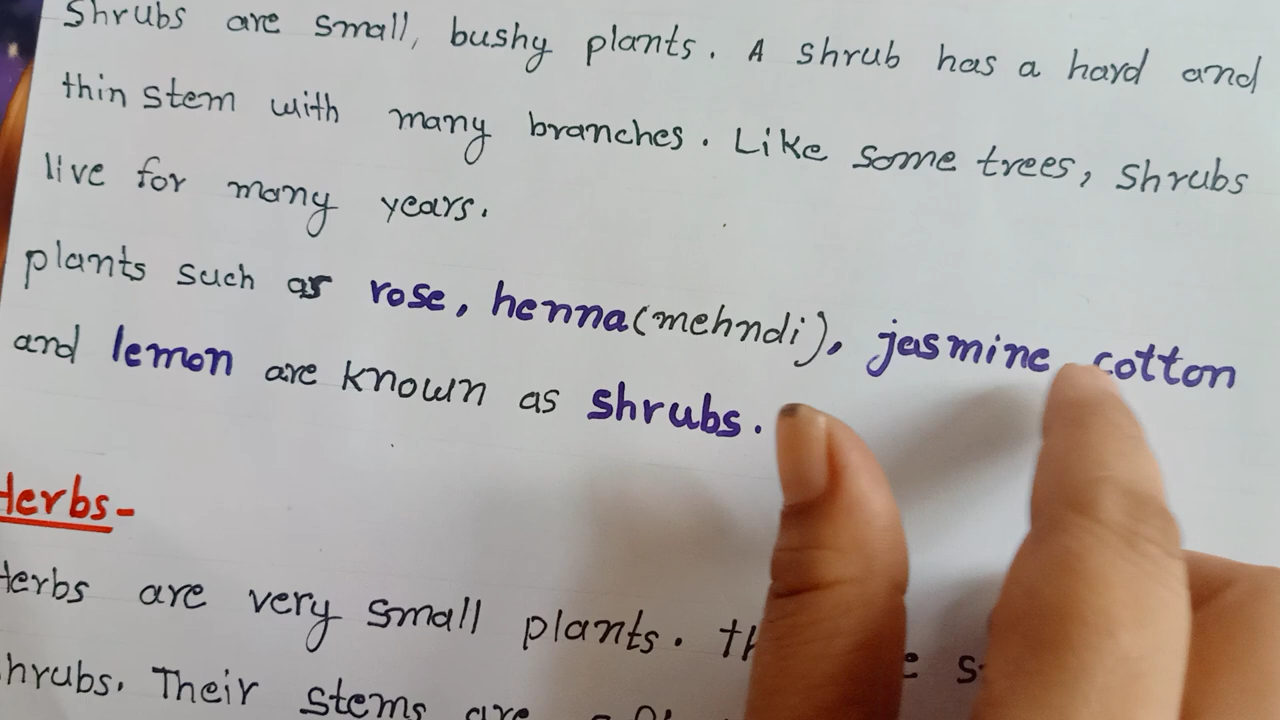 Shrubs are small, bushy plants. A shrub has a hard and
thin stem with many branches. Like some trees, shrubs
live for many years.
plants such as rose, henna(mehndi), jasmine cotton
and lemon are known as shrubs.
Herbs-
Herbs are very small plants.
shrubs. Their stems are